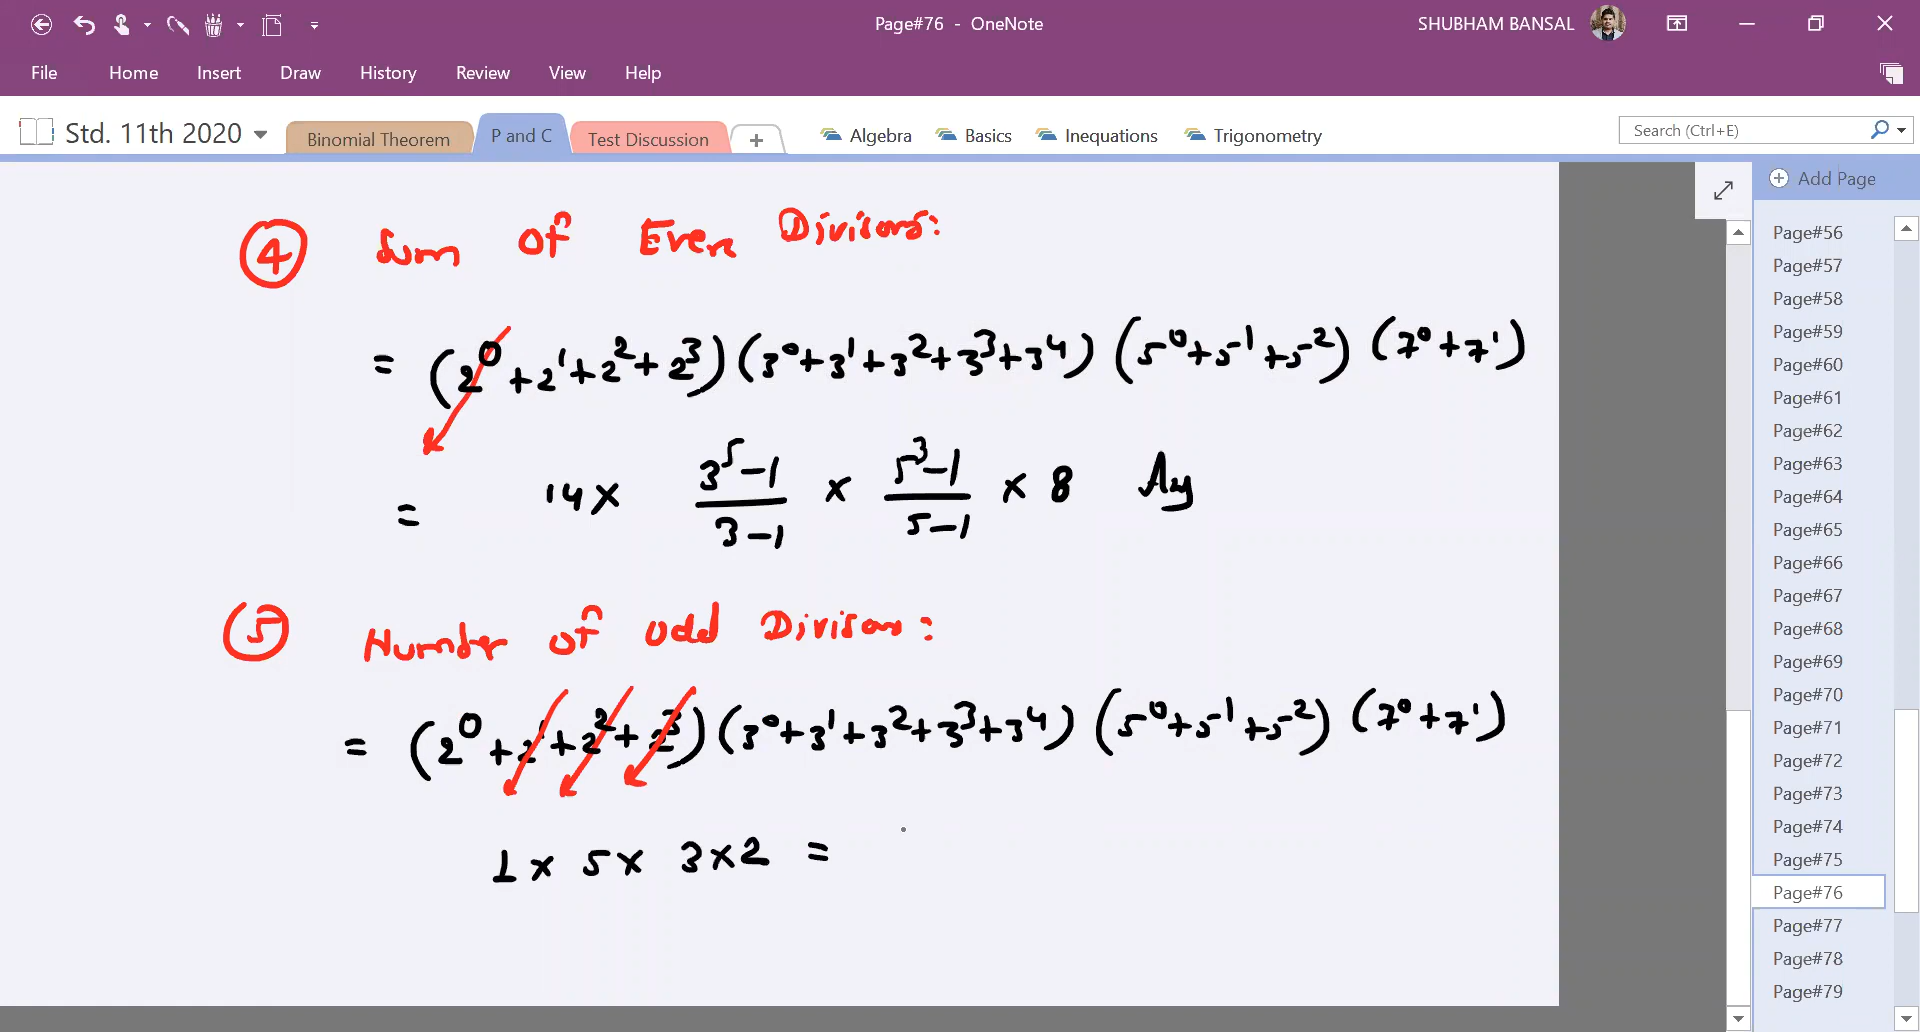 Page#76 - OneNote
SHUBHAM BANSAL
File Home Insert Draw History Review View Help
Std. 11th 2020
Binomial Theorem P and C Test Discussion +
Algebra Basics Inequations Trigonometry
Search (Ctrl+E)
Add Page
④ Sum of Even Divisors:
= (2⁰+2¹+2²+2³)(3⁰+3¹+3²+3³+3⁴)(5⁰+5¹+5²)(7⁰+7¹)
= 14 × (3⁵-1)/(3-1) × (5³-1)/(5-1) × 8 Ans
⑤ Number of odd Divisors:
= (2⁰+2¹+2²+2³)(3⁰+3¹+3²+3³+3⁴)(5⁰+5¹+5²)(7⁰+7¹)
1 × 5 × 3 × 2 =
Page#56
Page#57
Page#58
Page#59
Page#60
Page#61
Page#62
Page#63
Page#64
Page#65
Page#66
Page#67
Page#68
Page#69
Page#70
Page#71
Page#72
Page#73
Page#74
Page#75
Page#76
Page#77
Page#78
Page#79